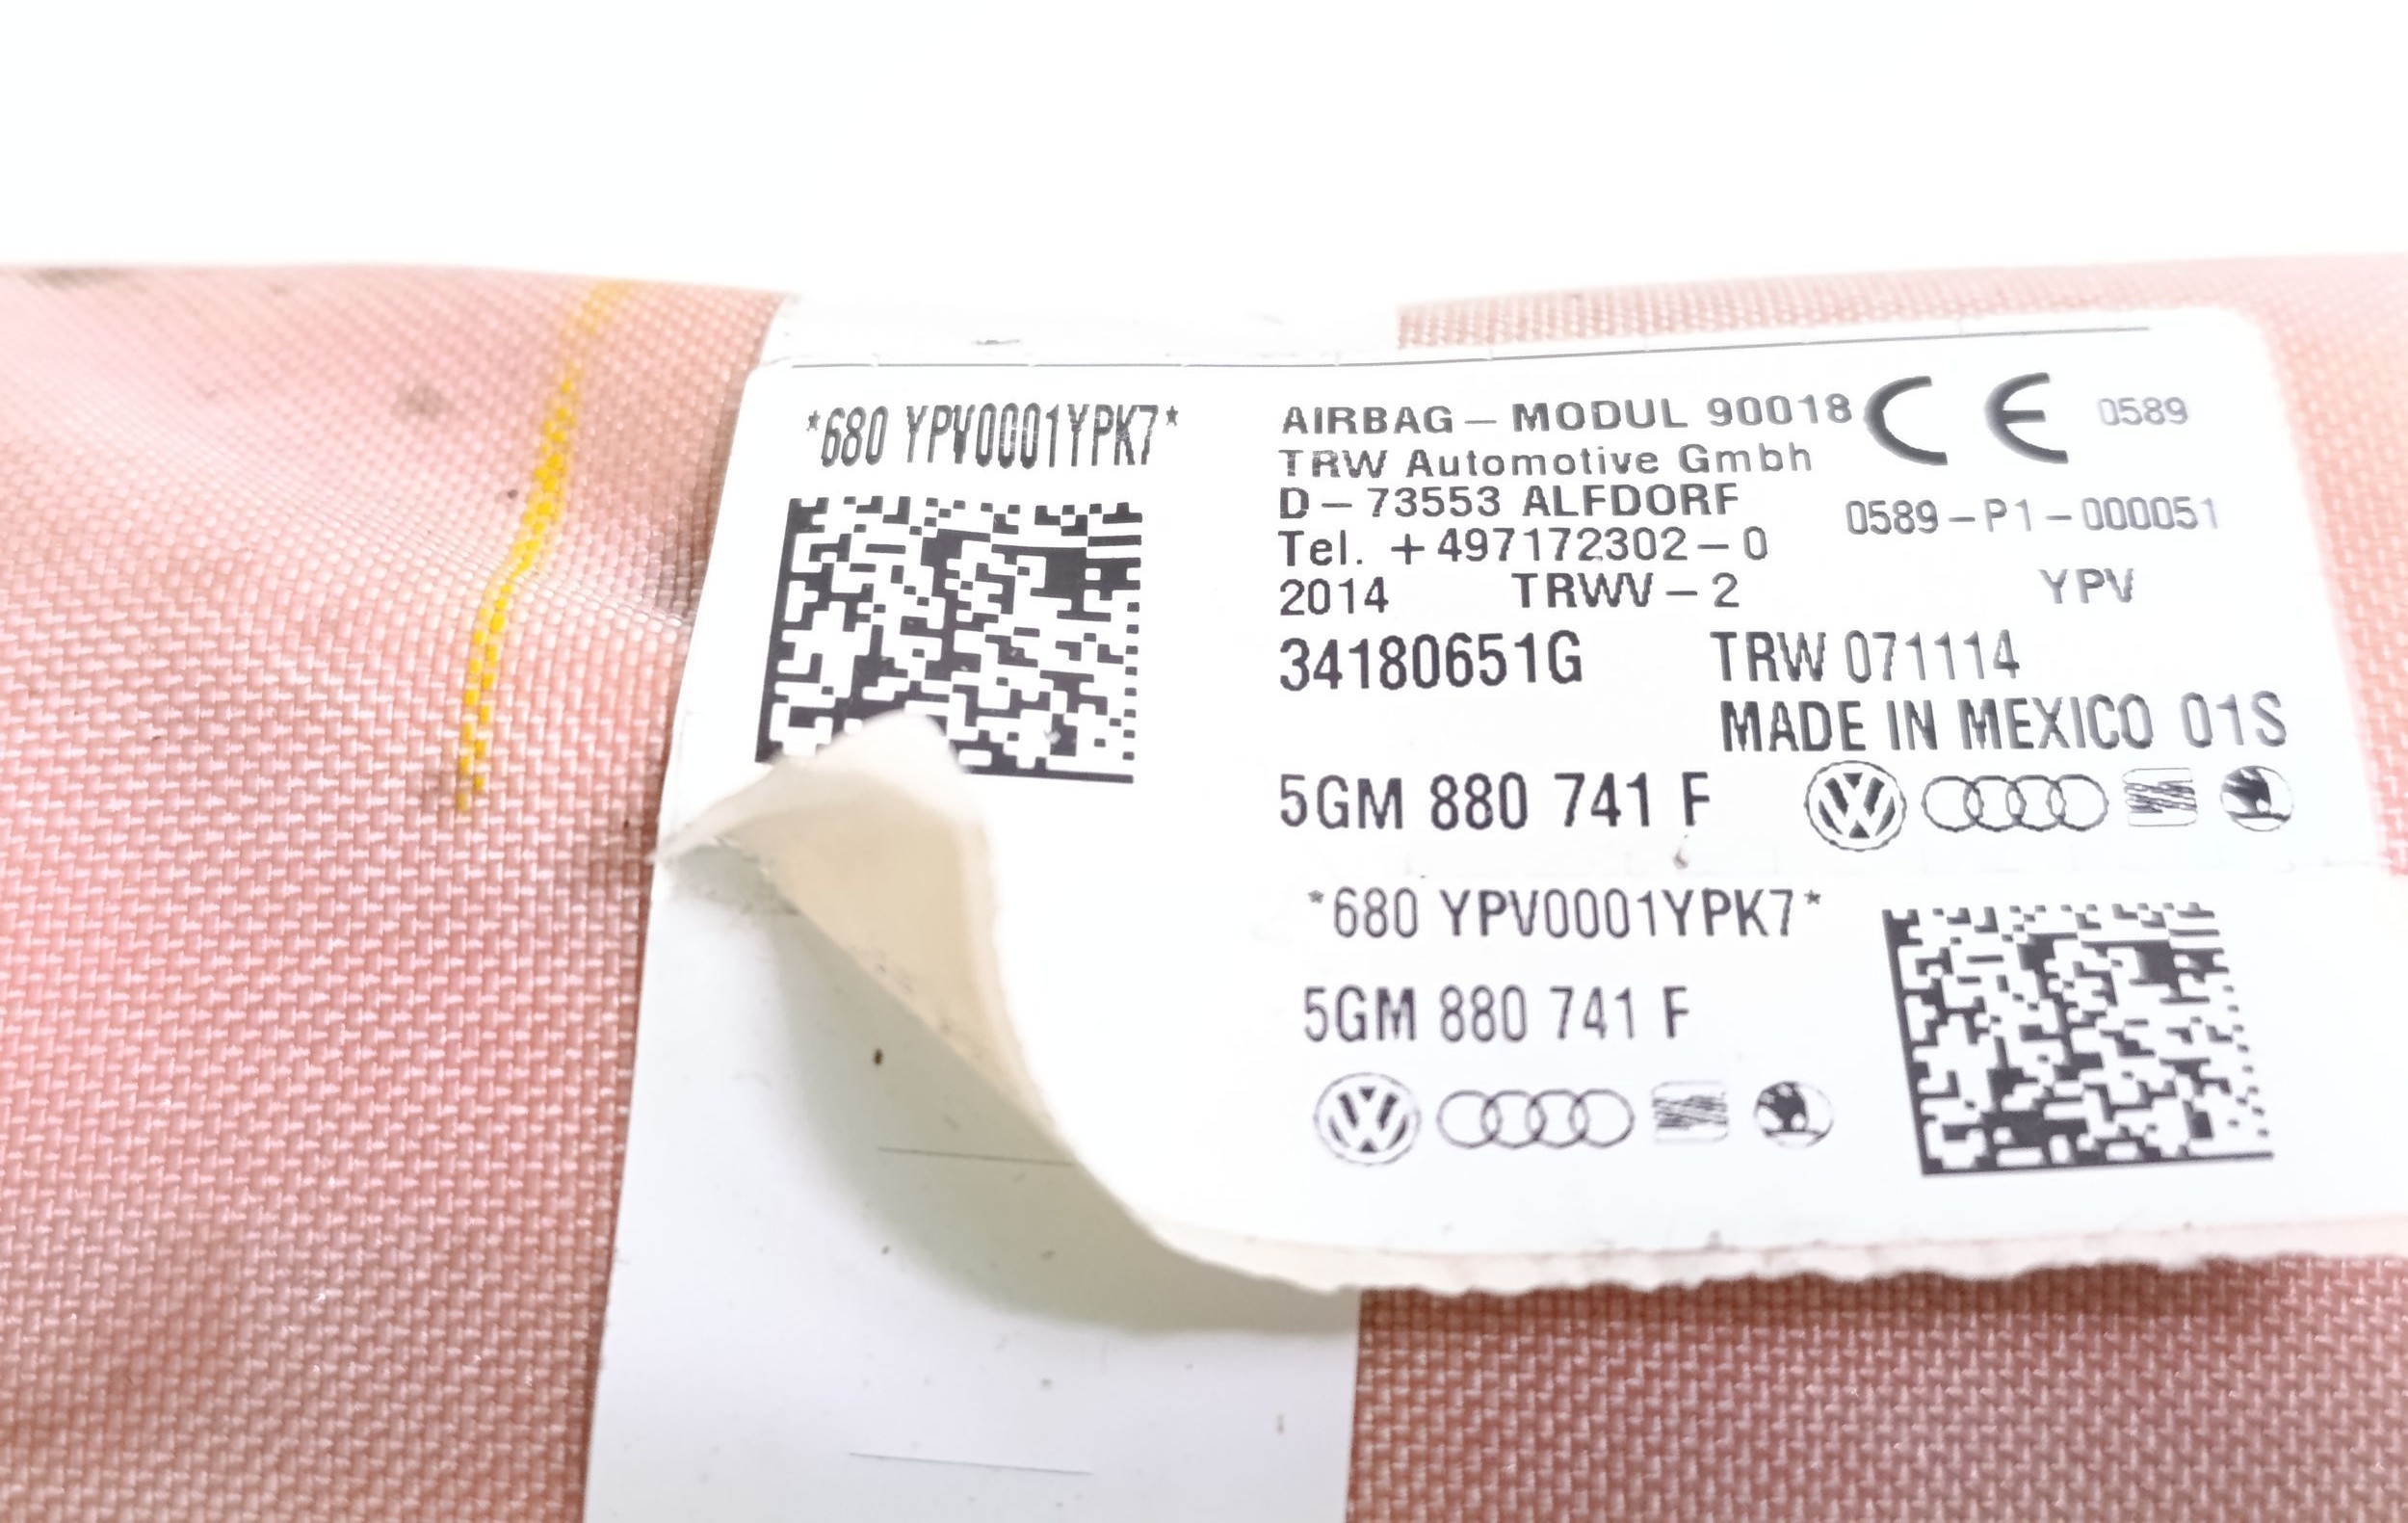 *680 YPV0001YPK7*
AIRBAG – MODUL 90018 CE 0589
TRW Automotive Gmbh
D – 73553 ALFDORF
0589 – P1 – 000051
Tel. +497172302 – 0
2014 TRWV – 2 YPV
34180651G TRW 071114
MADE IN MEXICO 01S
5GM 880 741 F
*680 YPV0001YPK7*
5GM 880 741 F